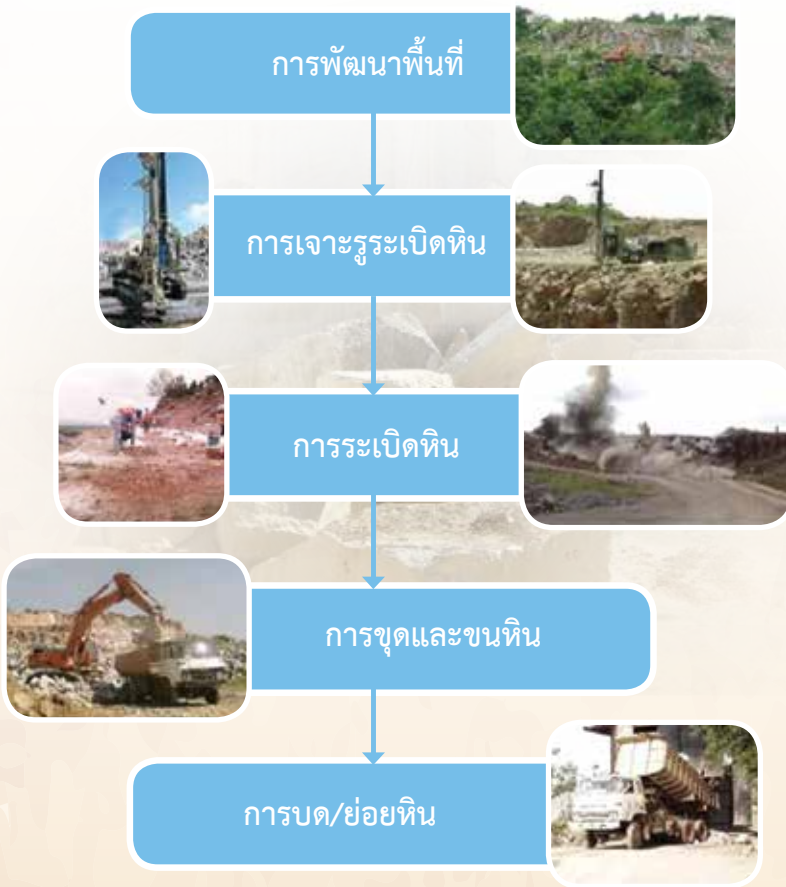 การพัฒนาพื้นที่
การเจาะรูระเบิดหิน
การระเบิดหิน
การขุดและขนหิน
การบด/ย่อยหิน